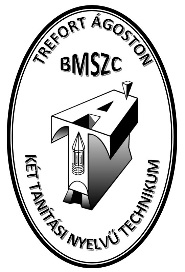 TREFORT ÁGOSTON
BMSZC
KÉT TANÍTÁSI NYELVŰ TECHNIKUM